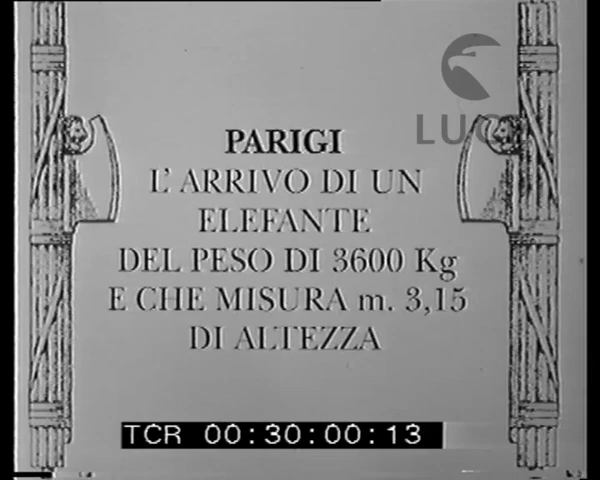 LUCE
PARIGI
L' ARRIVO DI UN
ELEFANTE
DEL PESO DI 3600 Kg
E CHE MISURA m. 3,15
DI ALTEZZA
TCR 00:30:00:13